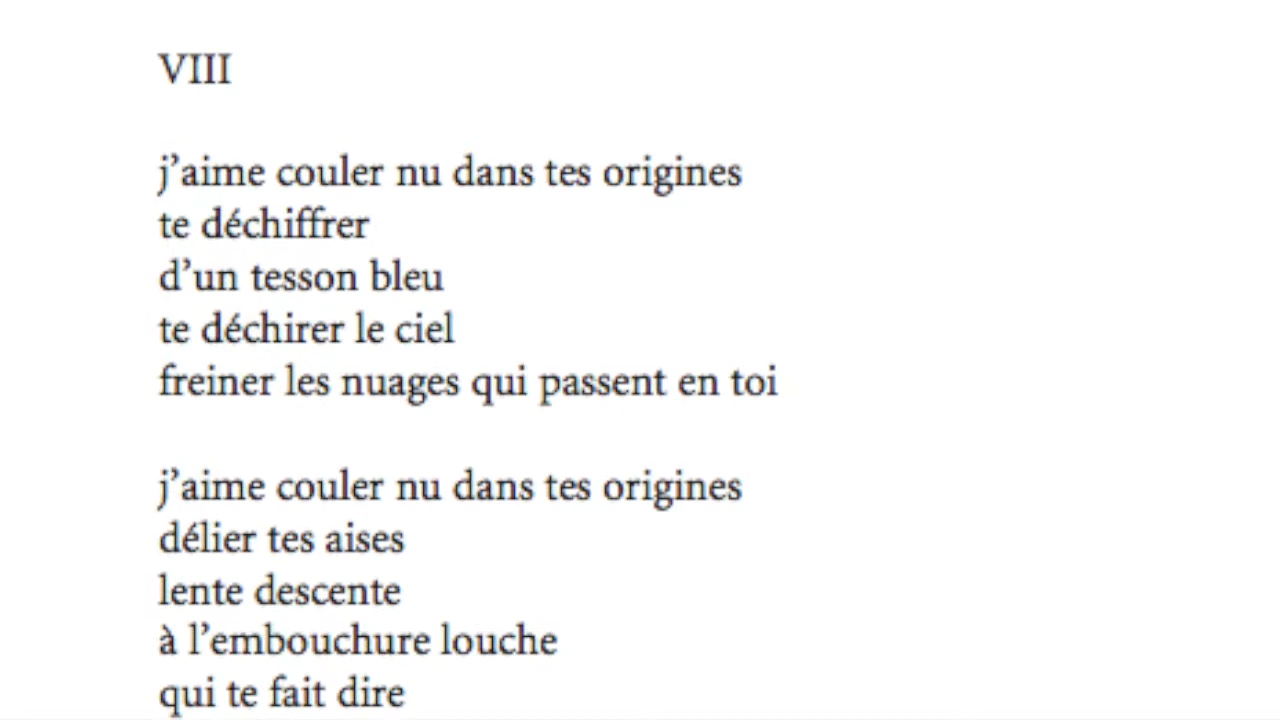 VIII
j’aime couler nu dans tes origines
te déchiffrer
d’un tesson bleu
te déchirer le ciel
freiner les nuages qui passent en toi
j’aime couler nu dans tes origines
délier tes aises
lente descente
à l’embouchure louche
qui te fait dire